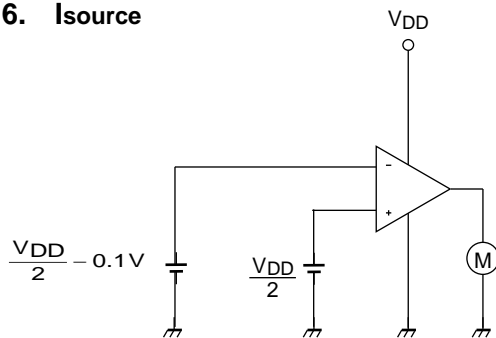 6. Isource
VDD
-
+
VDD/2 – 0.1V
VDD/2
M